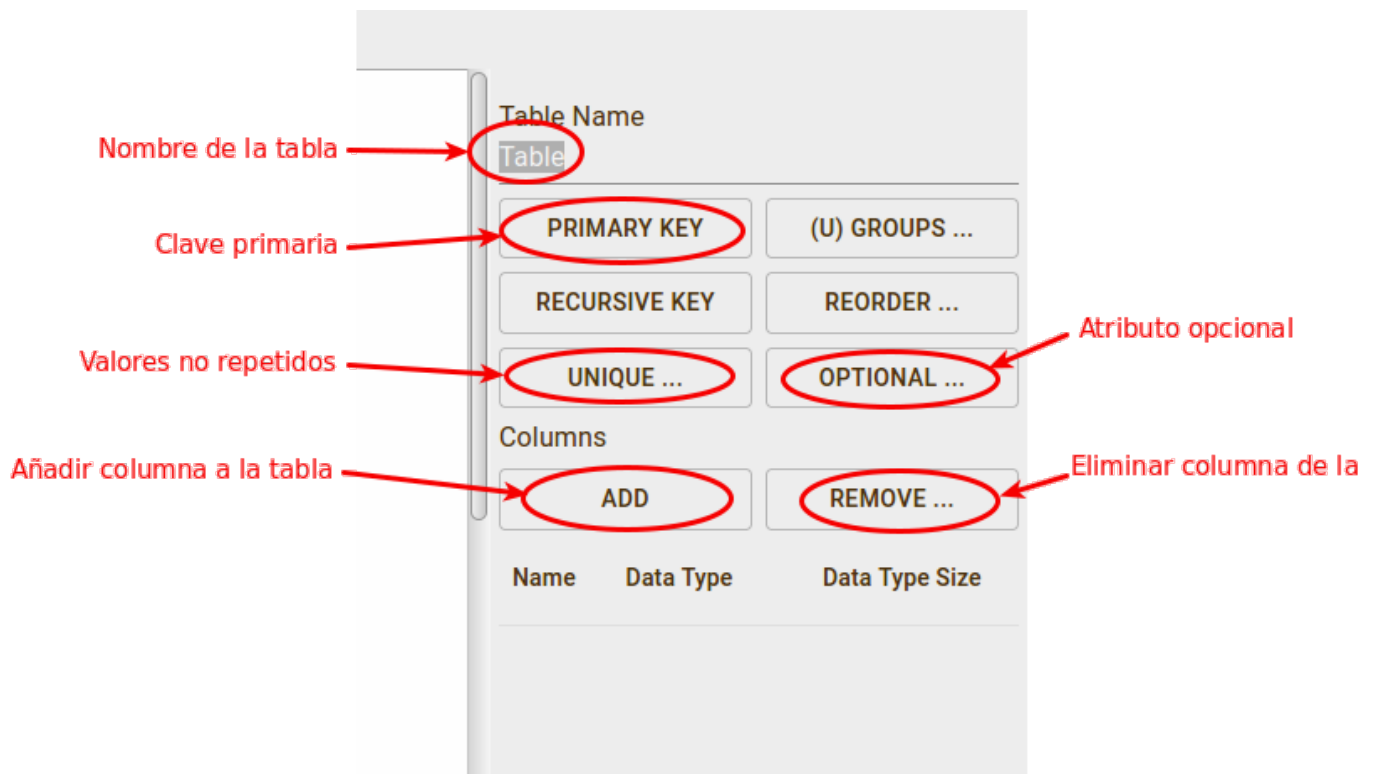 Table Name
Nombre de la tabla
Table
PRIMARY KEY
(U) GROUPS ...
Clave primaria
RECURSIVE KEY
REORDER ...
Atributo opcional
Valores no repetidos
UNIQUE ...
OPTIONAL ...
Columns
Añadir columna a la tabla
Eliminar columna de la
ADD
REMOVE ...
Name
Data Type
Data Type Size